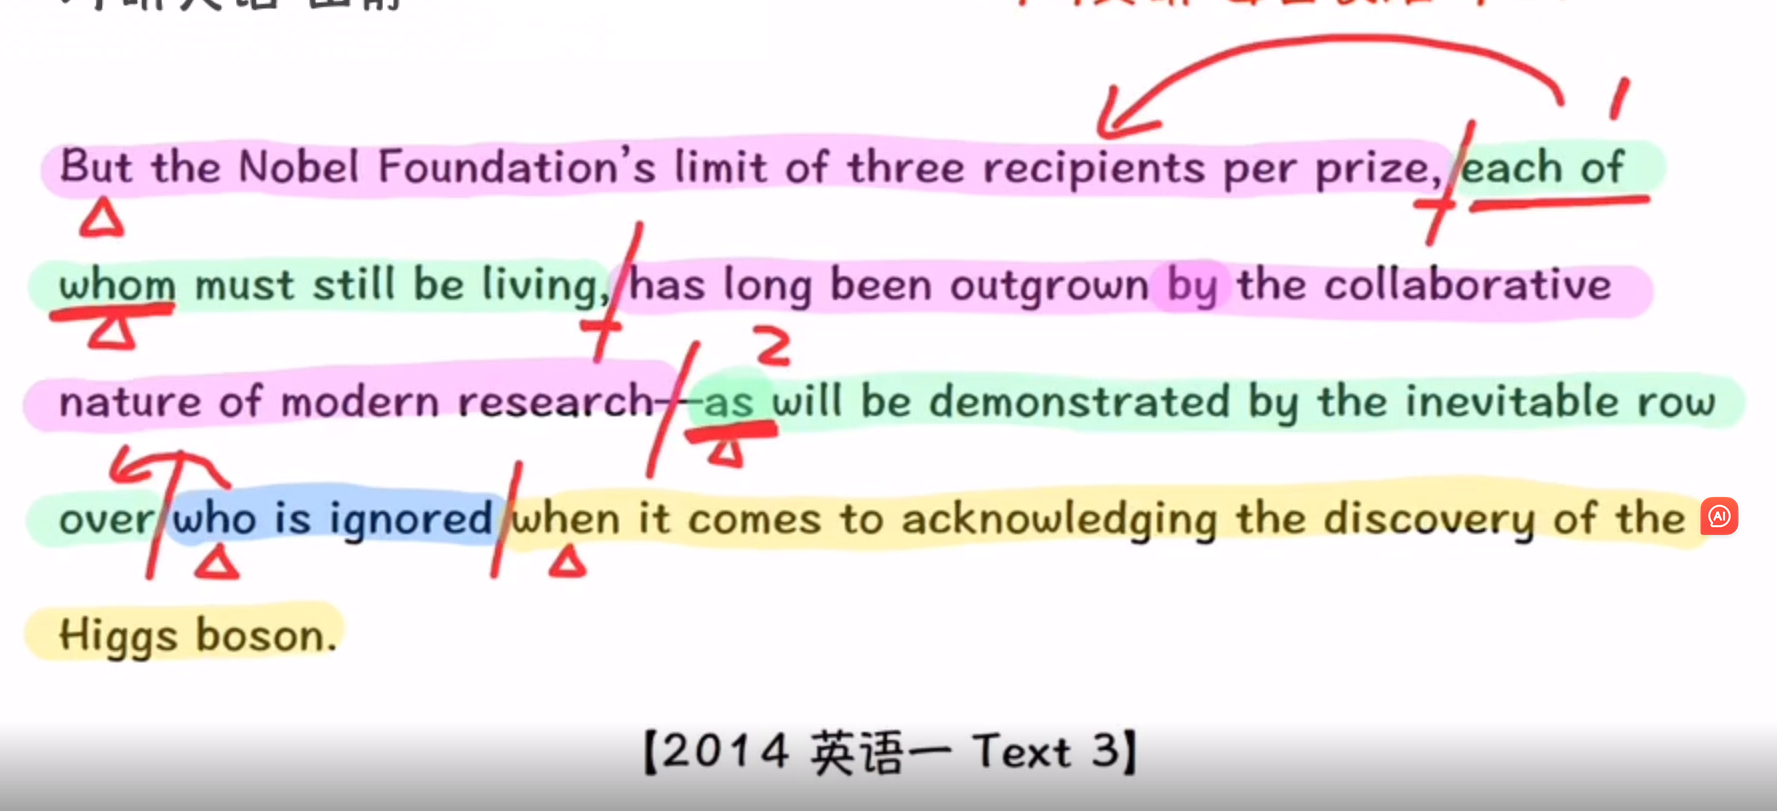 But the Nobel Foundation’s limit of three recipients per prize, each of
1
whom must still be living, has long been outgrown by the collaborative
2
nature of modern research—as will be demonstrated by the inevitable row
over who is ignored when it comes to acknowledging the discovery of the
AI
Higgs boson.
【2014 英语一 Text 3】